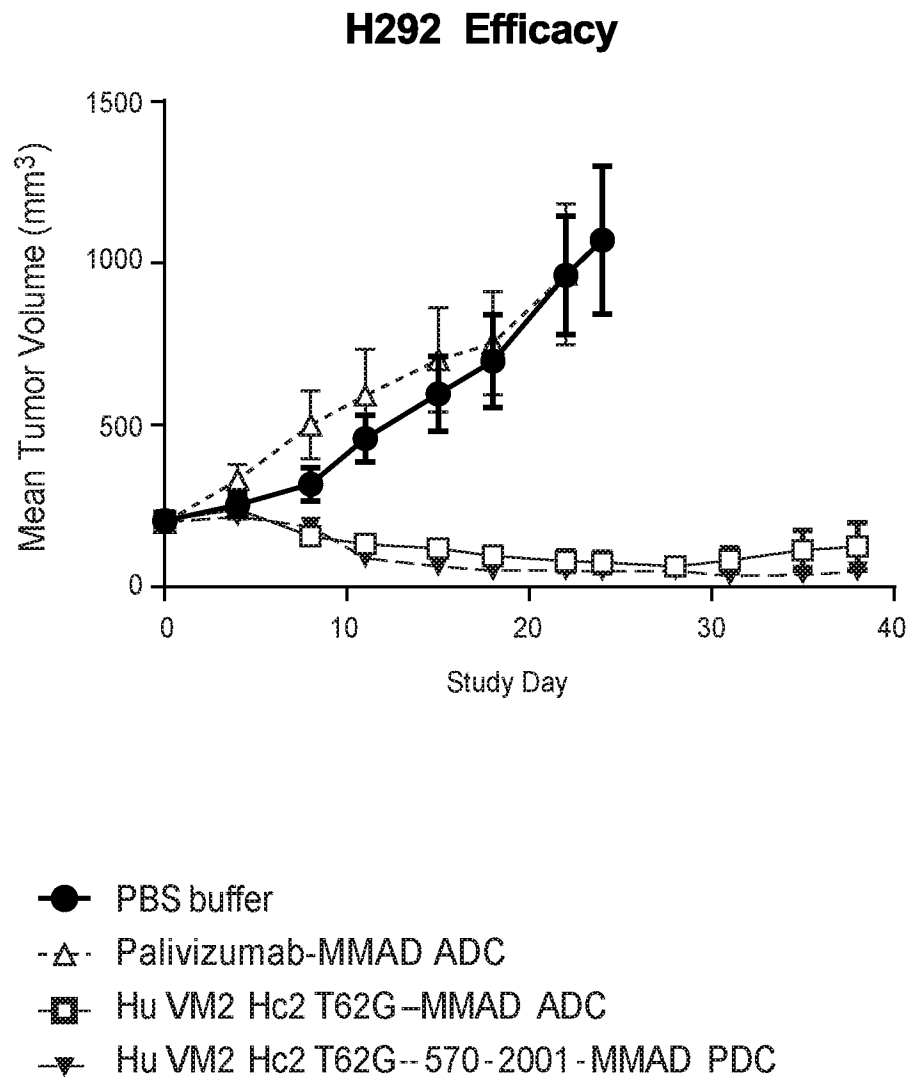 H292 Efficacy
Mean Tumor Volume (mm³)
1500
1000
500
0
0 10 20 30 40
Study Day
PBS buffer
Palivizumab-MMAD ADC
Hu VM2 Hc2 T62G--MMAD ADC
Hu VM2 Hc2 T62G--570-2001-MMAD PDC